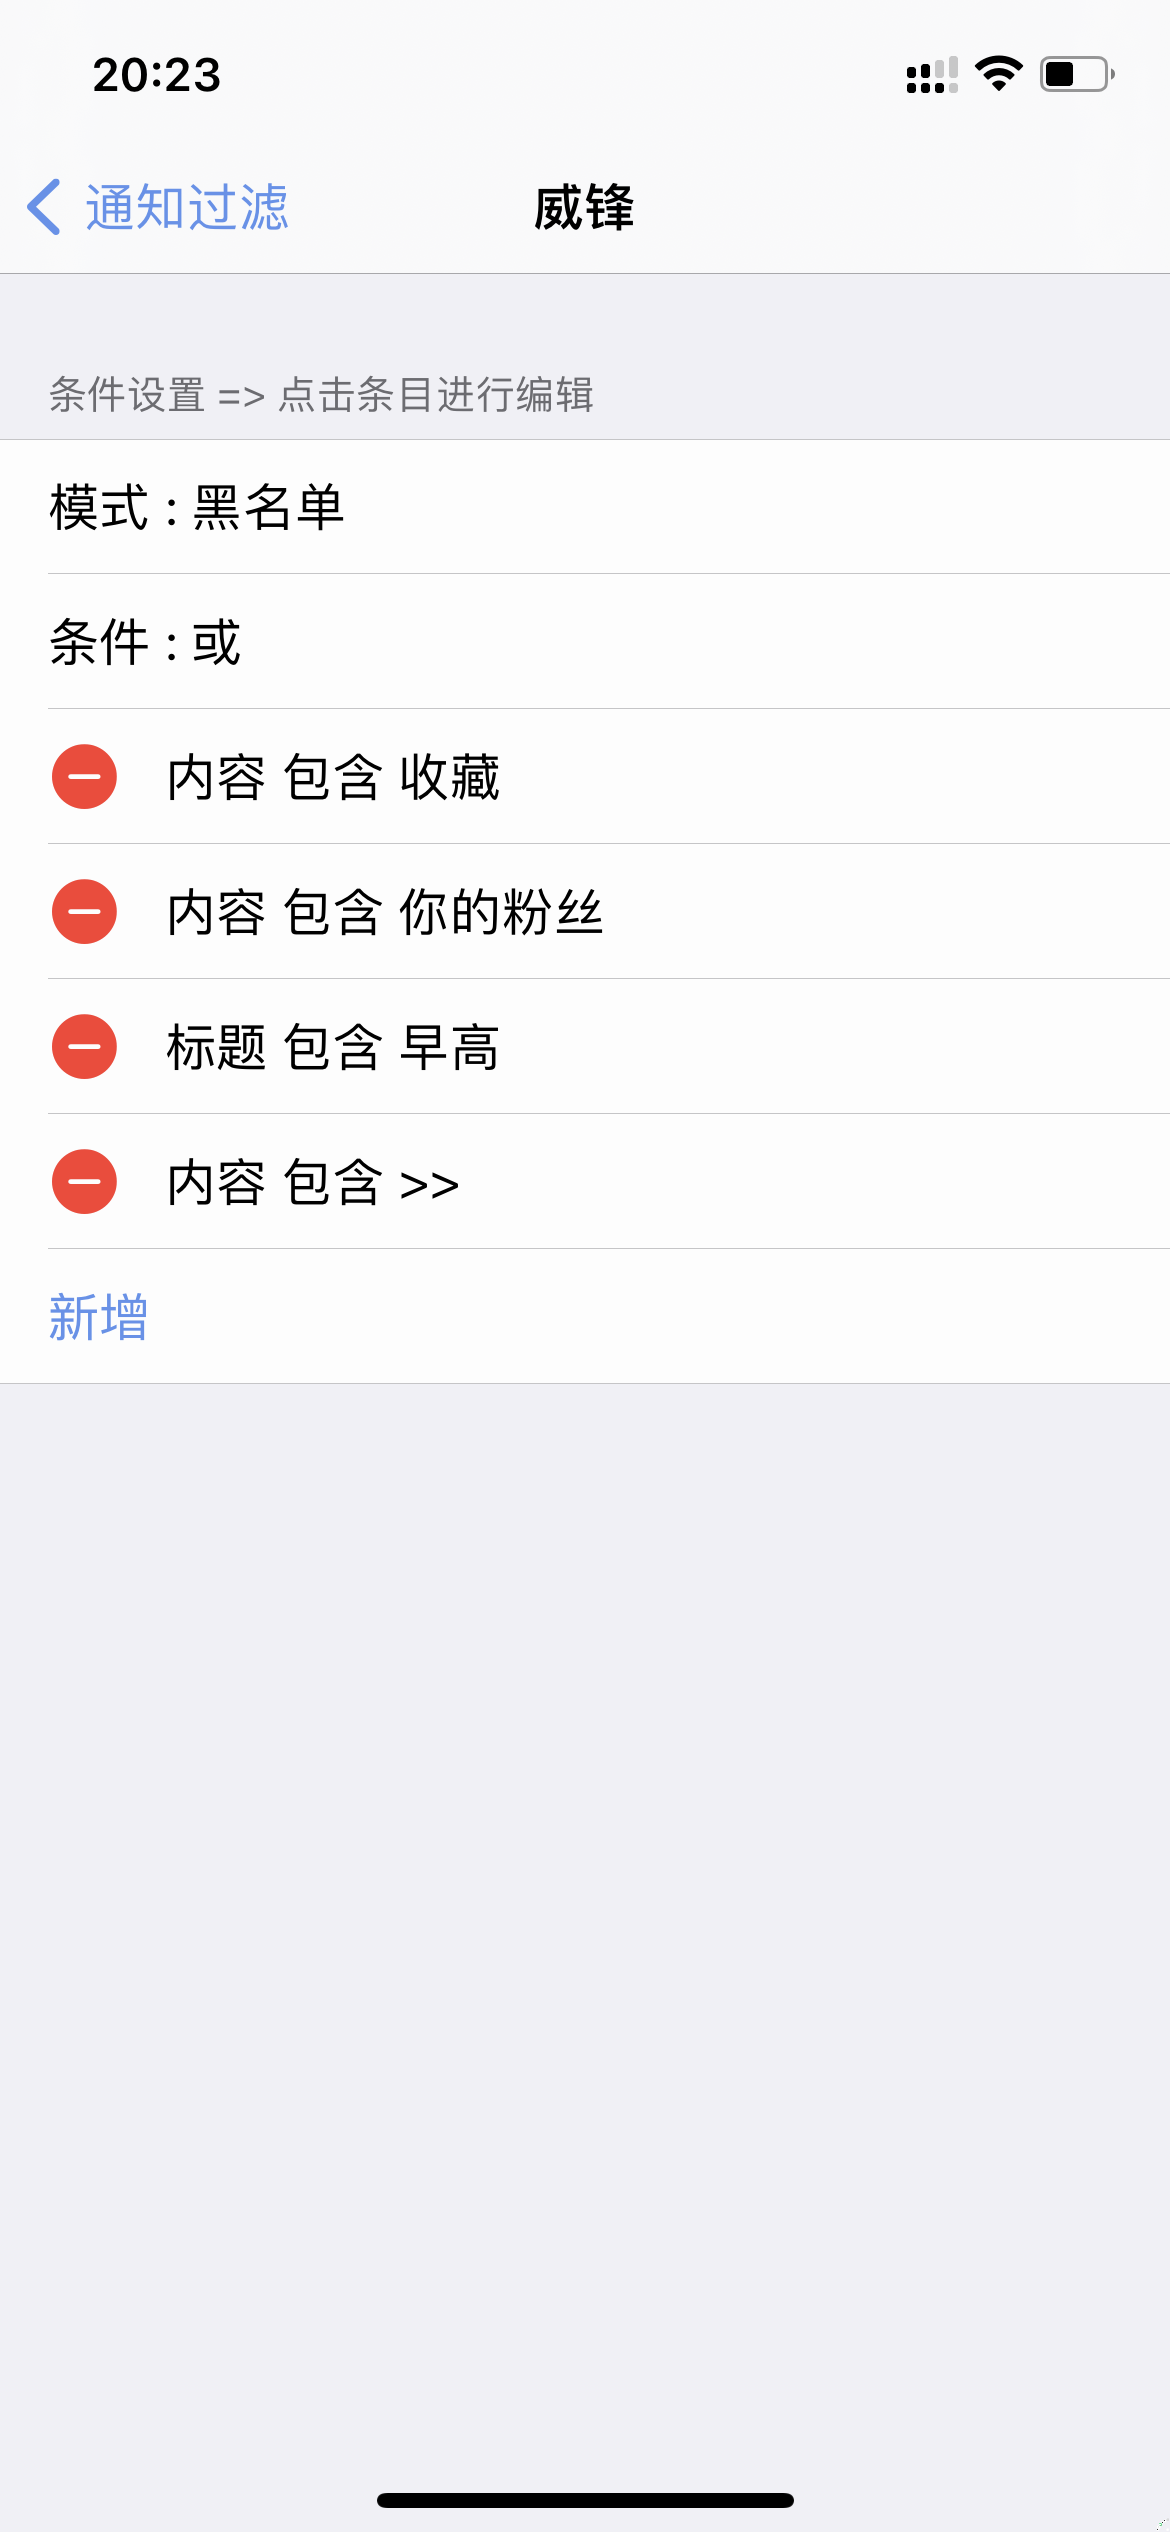 20:23
通知过滤
威锋
条件设置 => 点击条目进行编辑
模式 : 黑名单
条件 : 或
内容 包含 收藏
内容 包含 你的粉丝
标题 包含 早高
内容 包含 >>
新增